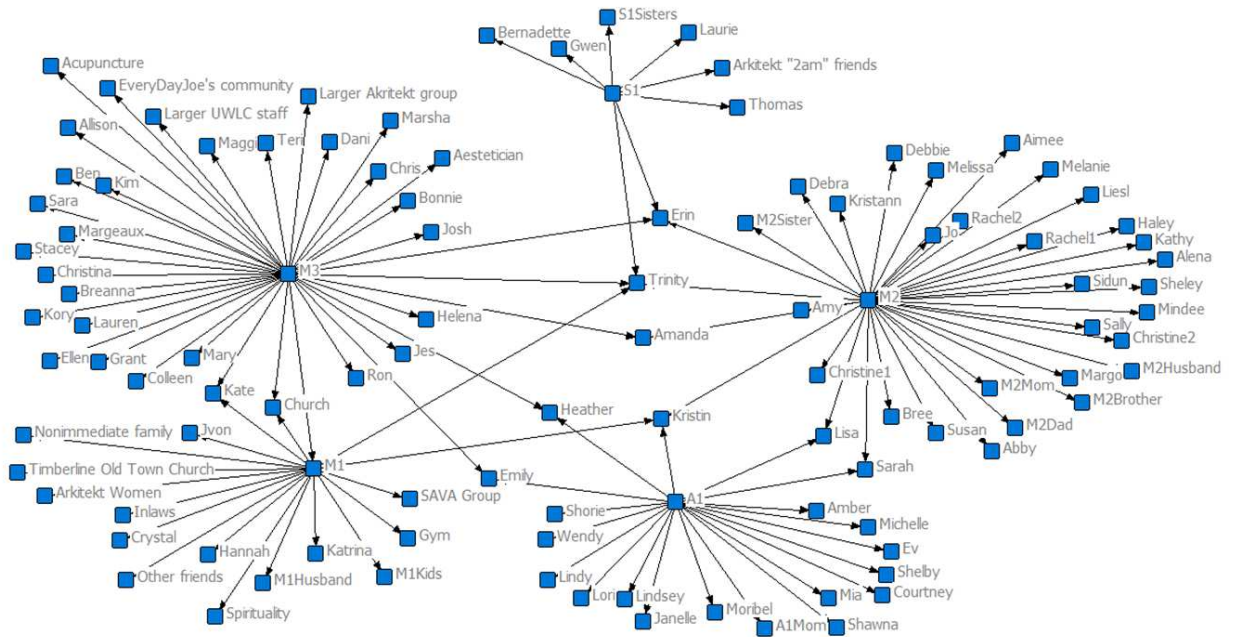 S1Sisters
Bernadette
Laurie
Gwen
Acupuncture
Arkitekt "2am" friends
EveryDayJoe's community
S1
Larger Akritekt group
Thomas
Larger UWLC staff
Marsha
Allison
Maggi
Teri
Dani
Aimee
Debbie
Aestetician
Melissa
Melanie
Chris
Ben
Kim
Debra
Liesl
Bonnie
Sara
Kristann
Erin
M2Sister
Rachel2
Haley
Josh
Margeaux
Jo
Rachel1
Kathy
Stacey
Alena
M3
Christina
Trinity
Sidun
Sheley
Breanna
M2
Amy
Mindee
Kory
Lauren
Helena
Sally
Amanda
Christine2
Jes
Mary
Ellen
Grant
M2Husband
Colleen
Ron
Christine1
Margo
M2Mom
Kate
M2Brother
Church
Heather
Kristin
Bree
M2Dad
Nonimmediate family
Jvon
Lisa
Susan
Abby
Timberline Old Town Church
M1
Sarah
Emily
Arkitekt Women
SAVA Group
A1
Inlaws
Shorie
Amber
Michelle
Crystal
Gym
Wendy
Hannah
Katrina
Ev
Other friends
M1Husband
M1Kids
Lindy
Shelby
Lori
Lindsey
Mia
Courtney
Spirituality
Janelle
Moribel
A1Mom
Shawna